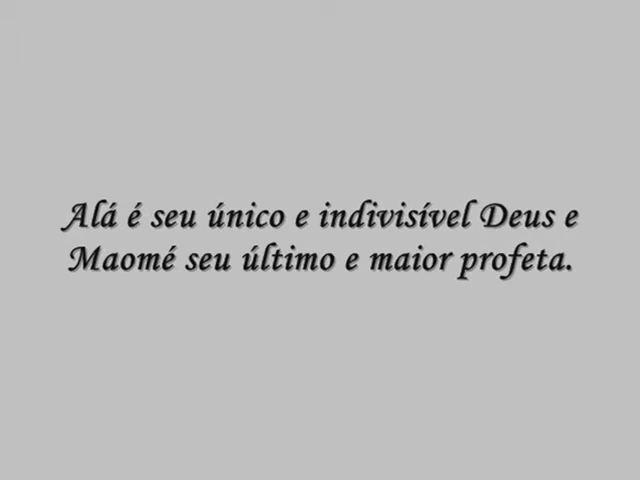 Alá é seu único e indivisível Deus e
Maomé seu último e maior profeta.